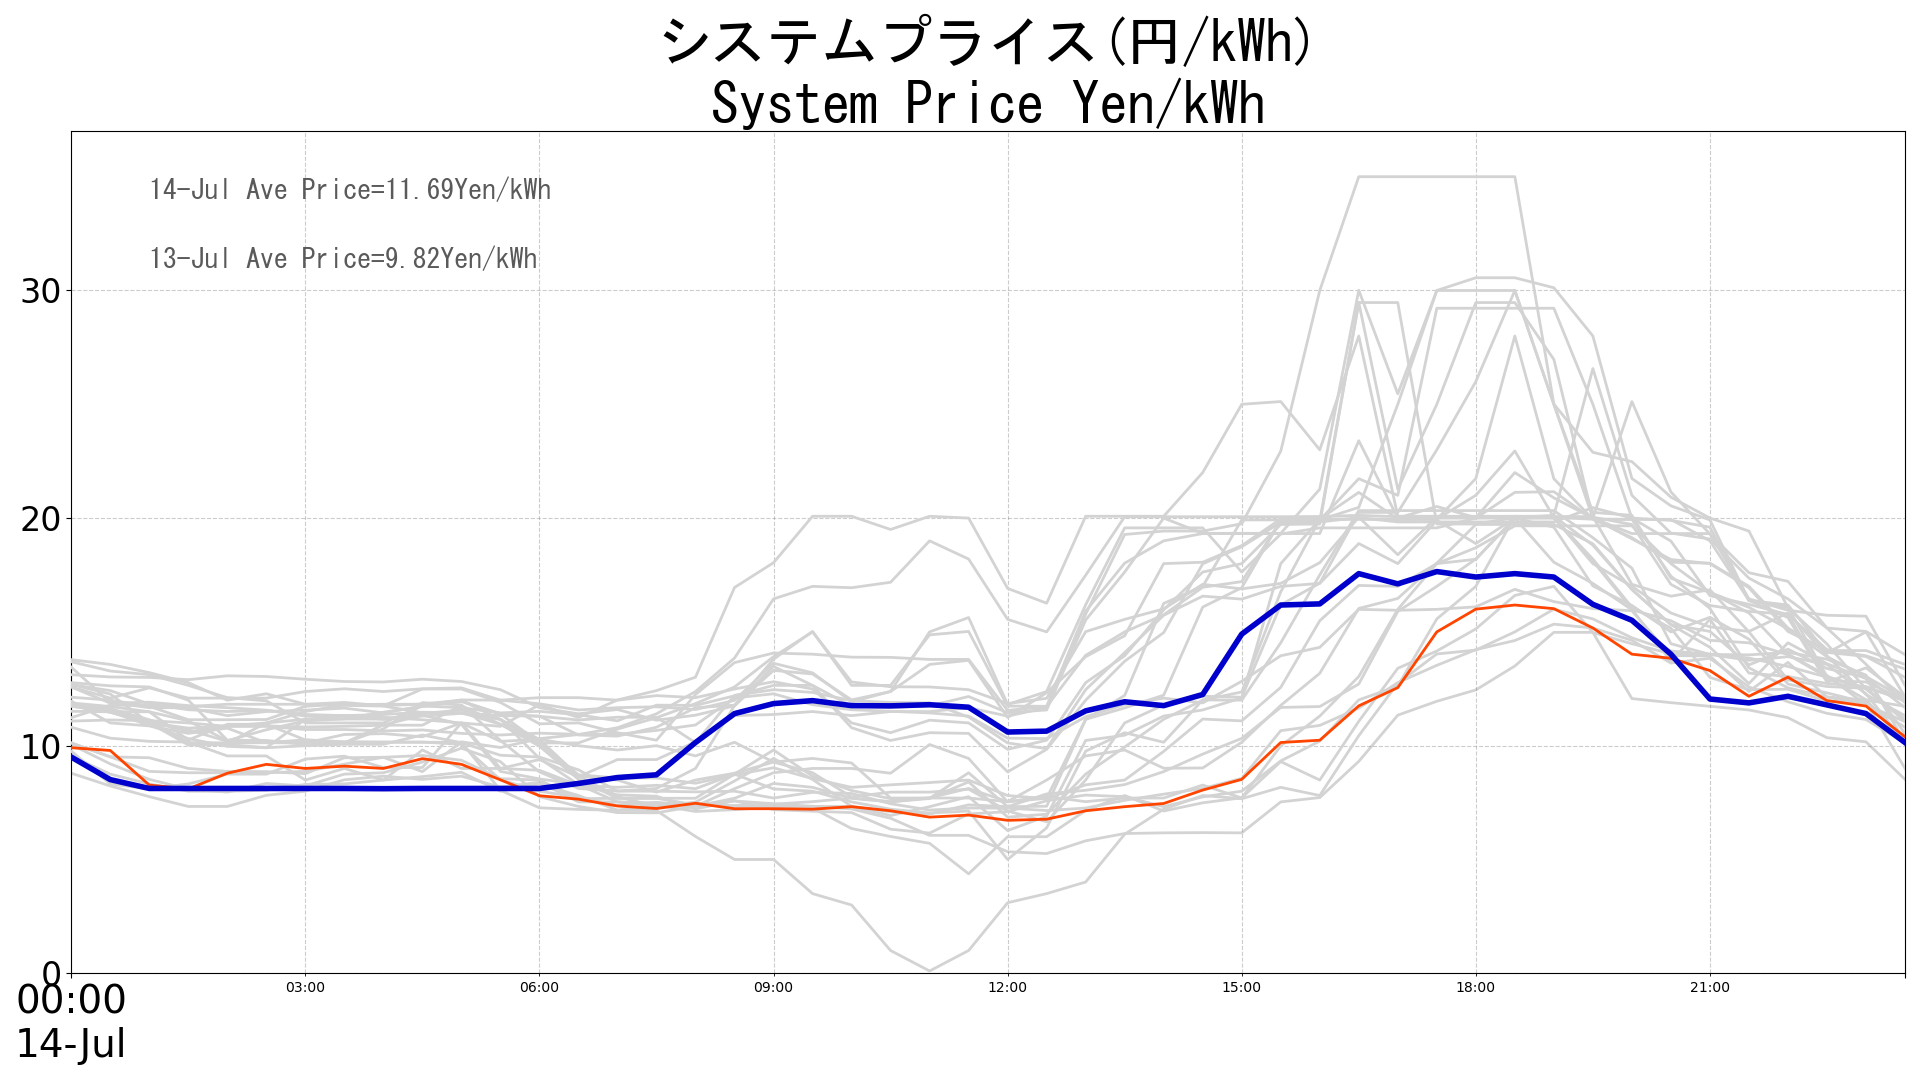 システムプライス(円/kWh)
System Price Yen/kWh
14-Jul Ave Price=11.69Yen/kWh
13-Jul Ave Price=9.82Yen/kWh
30
20
10
0
00:00 03:00 06:00 09:00 12:00 15:00 18:00 21:00
14-Jul